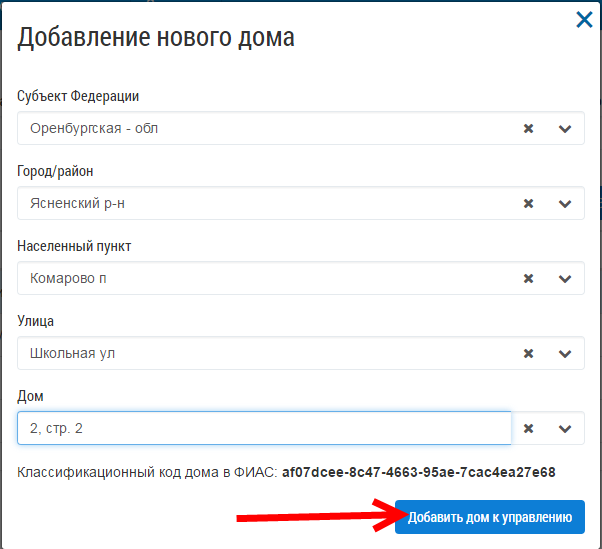 Добавление нового дома
Субъект Федерации
Оренбургская - обл
Город/район
Ясненский р-н
Населенный пункт
Комарово п
Улица
Школьная ул
Дом
2, стр. 2
Классификационный код дома в ФИАС: af07dcee-8c47-4663-95ae-7cac4ea27e68
Добавить дом к управлению